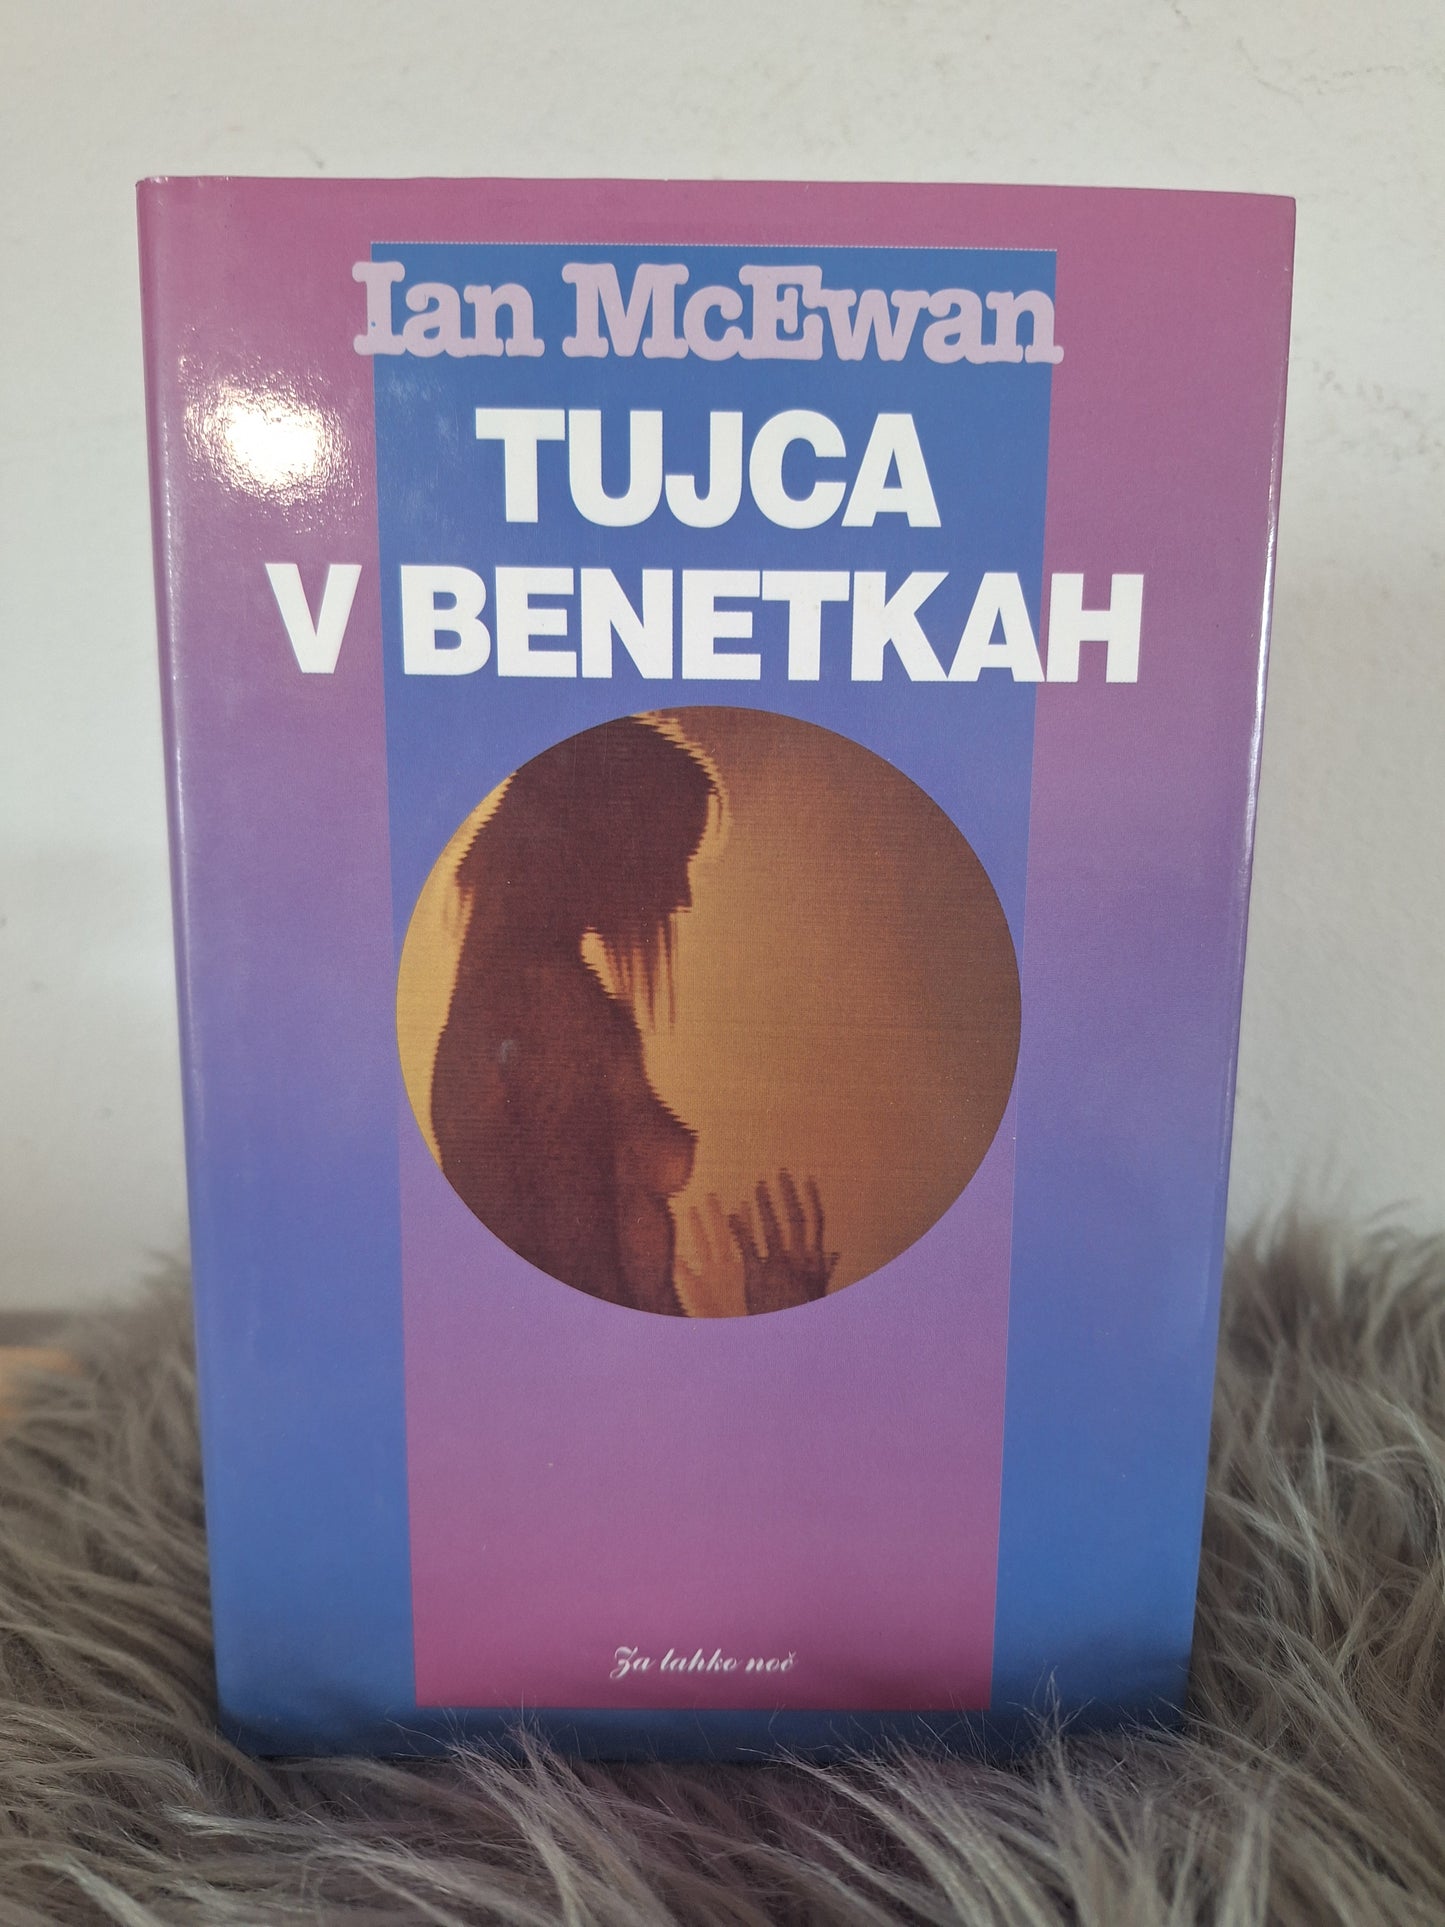 Ian McEwan
TUJCA
V BENETKAH
Za lahko noč